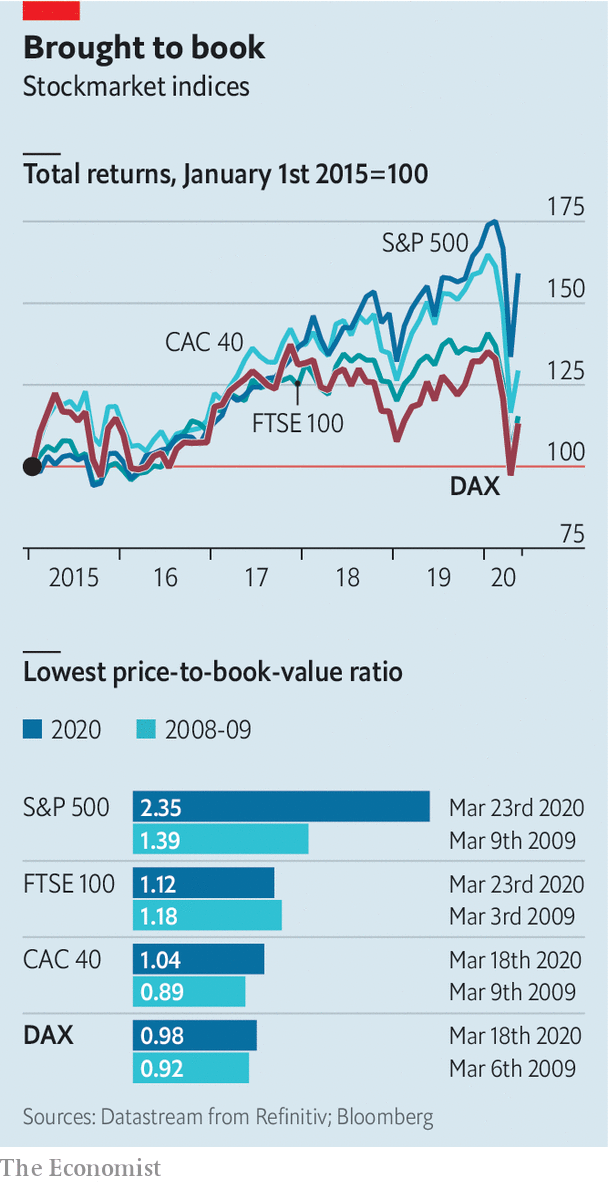 Brought to book
Stockmarket indices
Total returns, January 1st 2015=100
175
S&P 500
150
CAC 40
125
FTSE 100
100
DAX
75
2015 16 17 18 19 20
Lowest price-to-book-value ratio
2020 2008-09
S&P 500 2.35 Mar 23rd 2020
1.39 Mar 9th 2009
FTSE 100 1.12 Mar 23rd 2020
1.18 Mar 3rd 2009
CAC 40 1.04 Mar 18th 2020
0.89 Mar 9th 2009
DAX 0.98 Mar 18th 2020
0.92 Mar 6th 2009
Sources: Datastream from Refinitiv; Bloomberg
The Economist